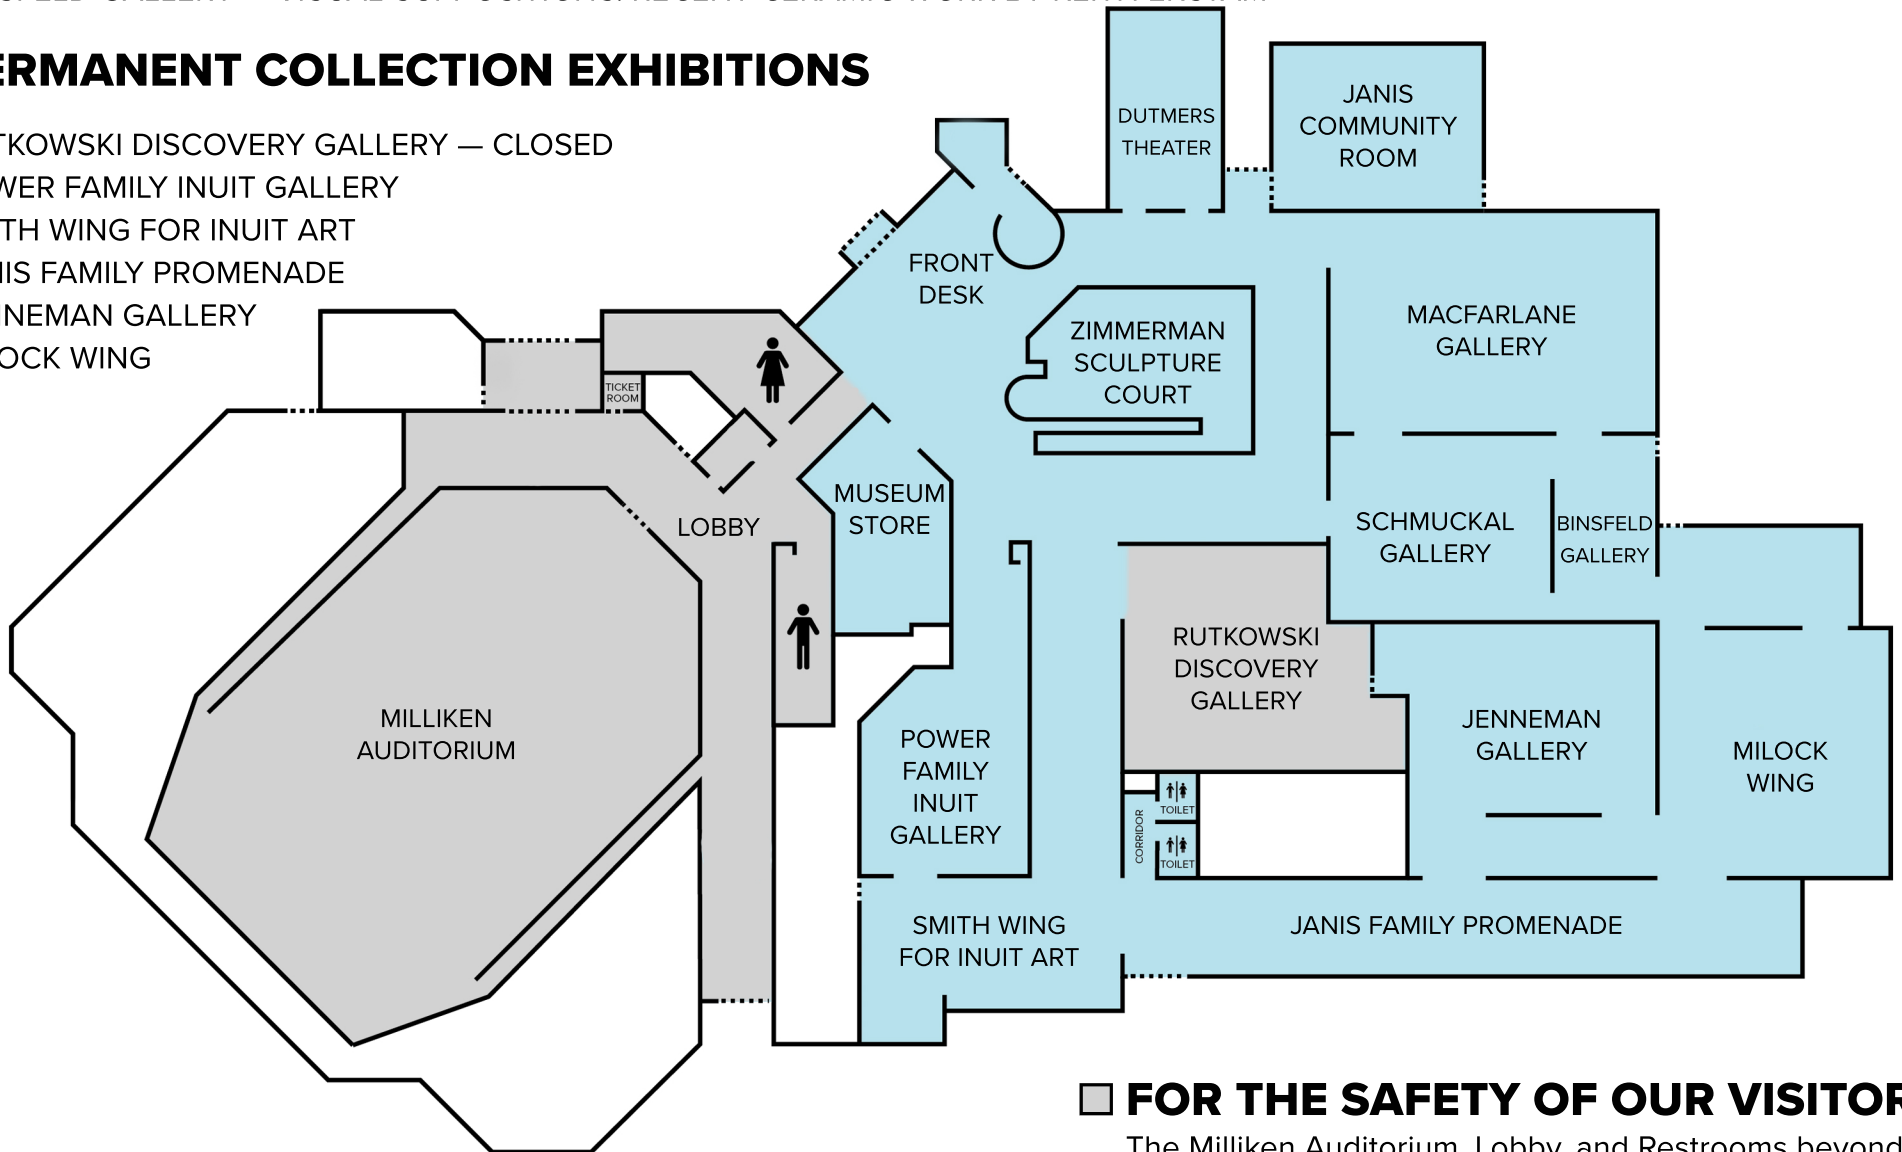 PERMANENT COLLECTION EXHIBITIONS
TKOWSKI DISCOVERY GALLERY — CLOSED
WER FAMILY INUIT GALLERY
TH WING FOR INUIT ART
IS FAMILY PROMENADE
NEMAN GALLERY
OCK WING
DUTMERS
THEATER
JANIS
COMMUNITY
ROOM
FRONT
DESK
ZIMMERMAN
SCULPTURE
COURT
MACFARLANE
GALLERY
TICKET
ROOM
MUSEUM
STORE
LOBBY
SCHMUCKAL
GALLERY
BINSFELD
GALLERY
RUTKOWSKI
DISCOVERY
GALLERY
MILLIKEN
AUDITORIUM
POWER
FAMILY
INUIT
GALLERY
JENNEMAN
GALLERY
MILOCK
WING
TOILET
CORRIDOR
TOILET
SMITH WING
FOR INUIT ART
JANIS FAMILY PROMENADE
FOR THE SAFETY OF OUR VISITOR
The Milliken Auditorium, Lobby, and Restrooms beyond